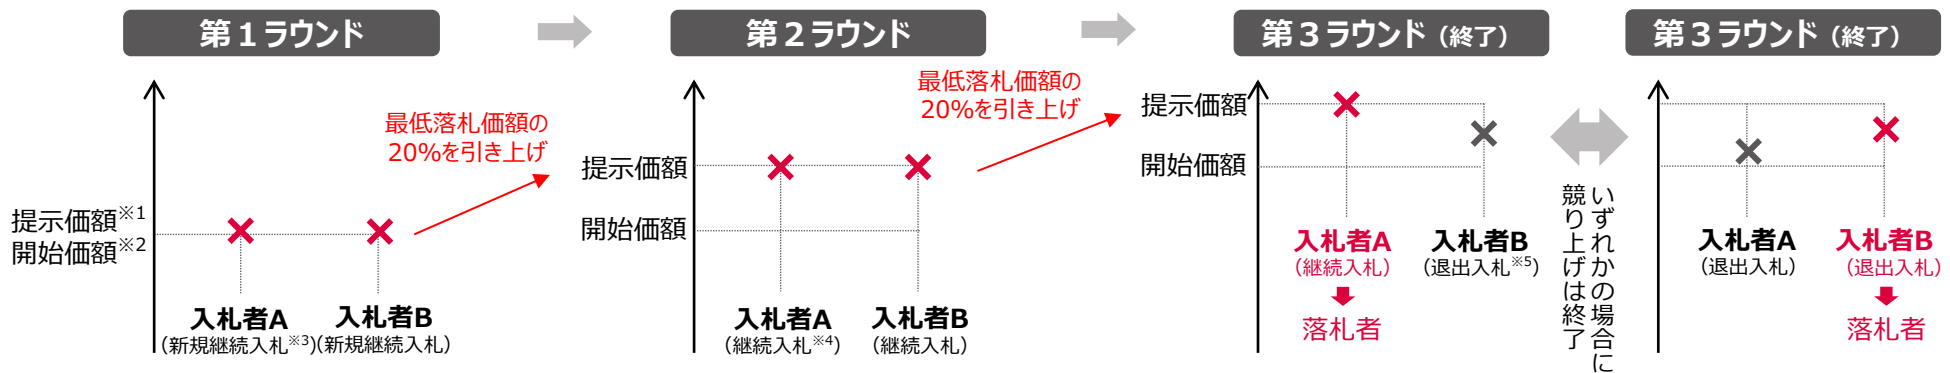 第１ラウンド
最低落札価額の
20%を引き上げ
提示価額※1
開始価額※2
入札者A
（新規継続入札※3）
入札者B
（新規継続入札）
第２ラウンド
最低落札価額の
20%を引き上げ
提示価額
開始価額
入札者A
（継続入札※4）
入札者B
（継続入札）
第３ラウンド（終了）
提示価額
開始価額
入札者A
（継続入札）
落札者
入札者B
（退出入札※5）
いずれかの場合に
競り上げは終了
第３ラウンド（終了）
入札者A
（退出入札）
入札者B
（退出入札）
落札者